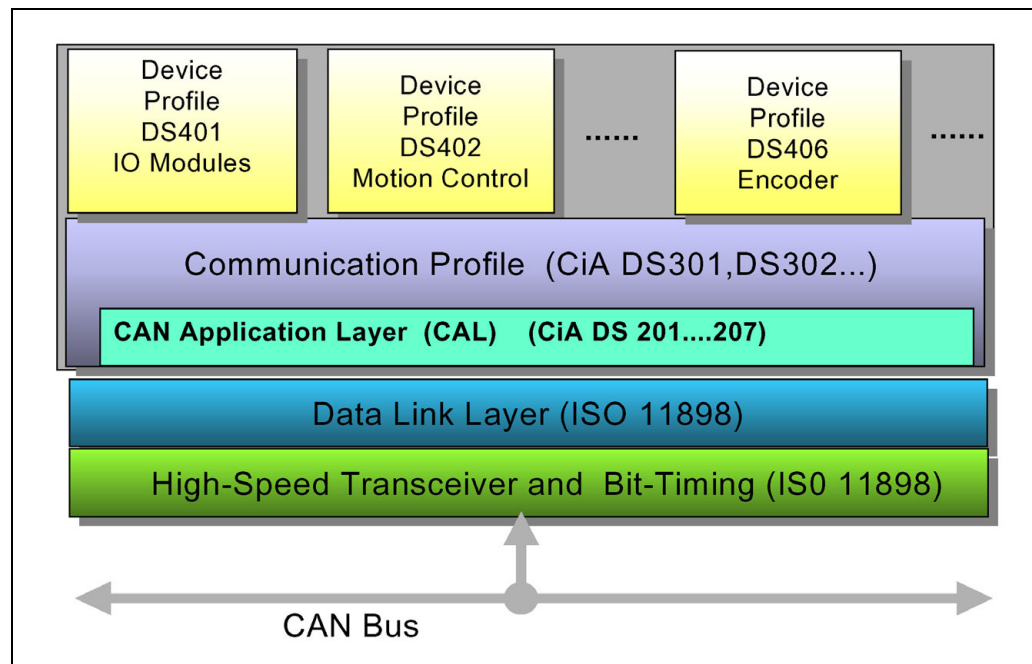 Device
Profile
DS401
IO Modules
Device
Profile
DS402
Motion Control
......
Device
Profile
DS406
Encoder
......
Communication Profile (CiA DS301,DS302...)
CAN Application Layer (CAL) (CiA DS 201....207)
Data Link Layer (ISO 11898)
High-Speed Transceiver and Bit-Timing (IS0 11898)
CAN Bus